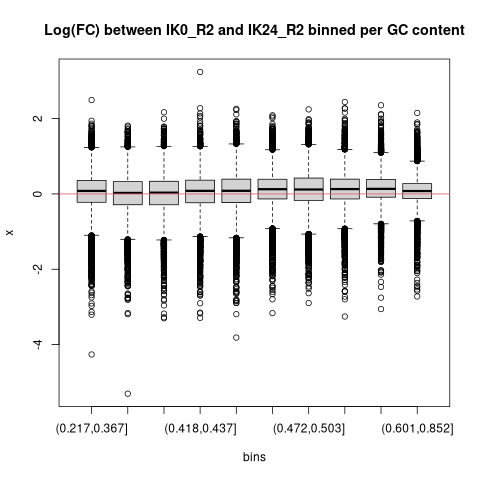 Log(FC) between IK0_R2 and IK24_R2 binned per GC content
x
2
0
-2
-4
(0.217,0.367] (0.418,0.437] (0.472,0.503] (0.601,0.852]
bins